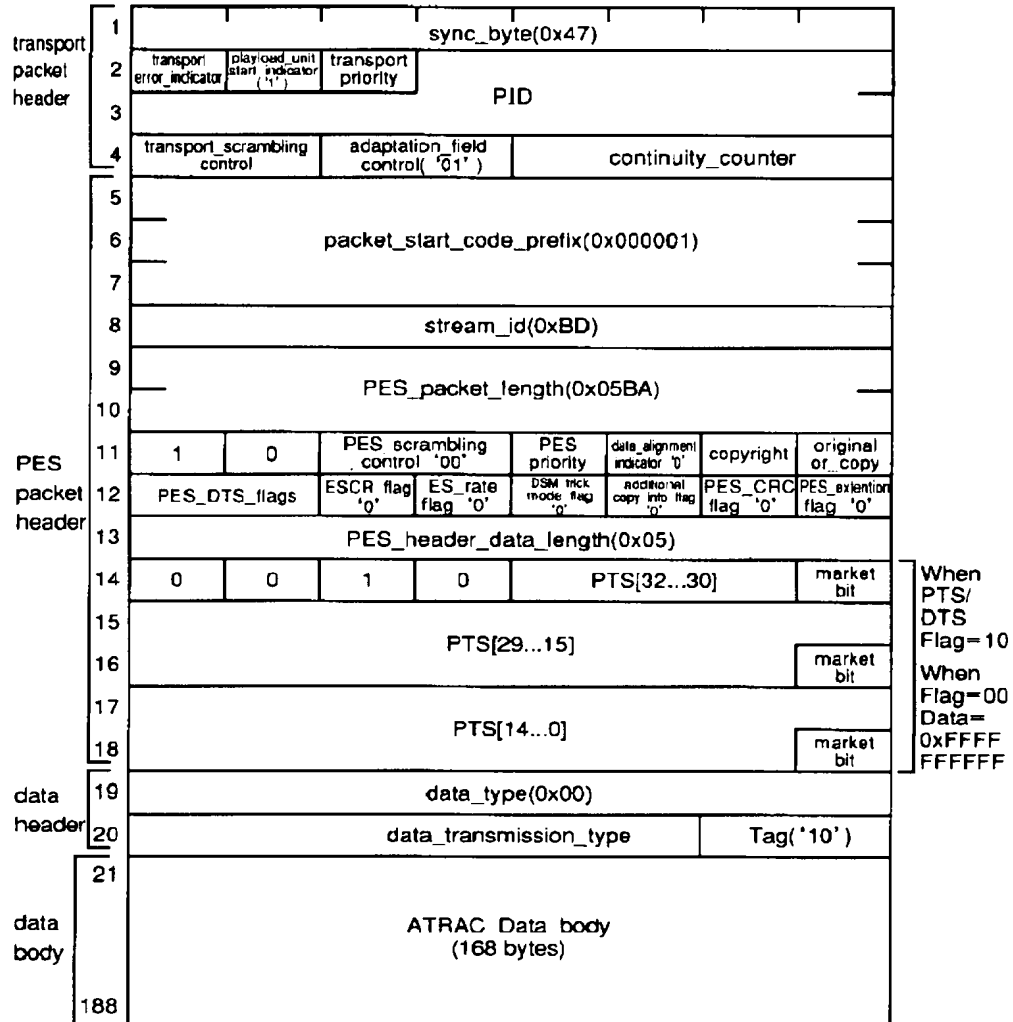 transport
packet
header
1
sync_byte(0x47)
2
transport
error_indicator
playload_unit
start_indicator
('1')
transport
priority
3
PID
4
transport_scrambling
control
adaptation_field
control( '01' )
continuity_counter
PES
packet
header
5
6
packet_start_code_prefix(0x000001)
7
8
stream_id(0xBD)
9
PES_packet_length(0x05BA)
10
11
1
0
PES_scrambling
control '00'
PES
priority
data_alignment
indicator '0'
copyright
original
or_copy
12
PES_DTS_flags
ESCR flag
'0'
ES_rate
flag '0'
DSM trick
mode flag
'0'
additional
copy into flag
'0'
PES_CRC
flag '0'
PES_extention
flag '0'
13
PES_header_data_length(0x05)
14
0
0
1
0
PTS[32...30]
market
bit
15
PTS[29...15]
16
market
bit
17
PTS[14...0]
18
market
bit
When
PTS/
DTS
Flag=10
When
Flag=00
Data=
0xFFFF
FFFFFF
data
header
19
data_type(0x00)
20
data_transmission_type
Tag('10')
data
body
21
ATRAC Data body
(168 bytes)
188